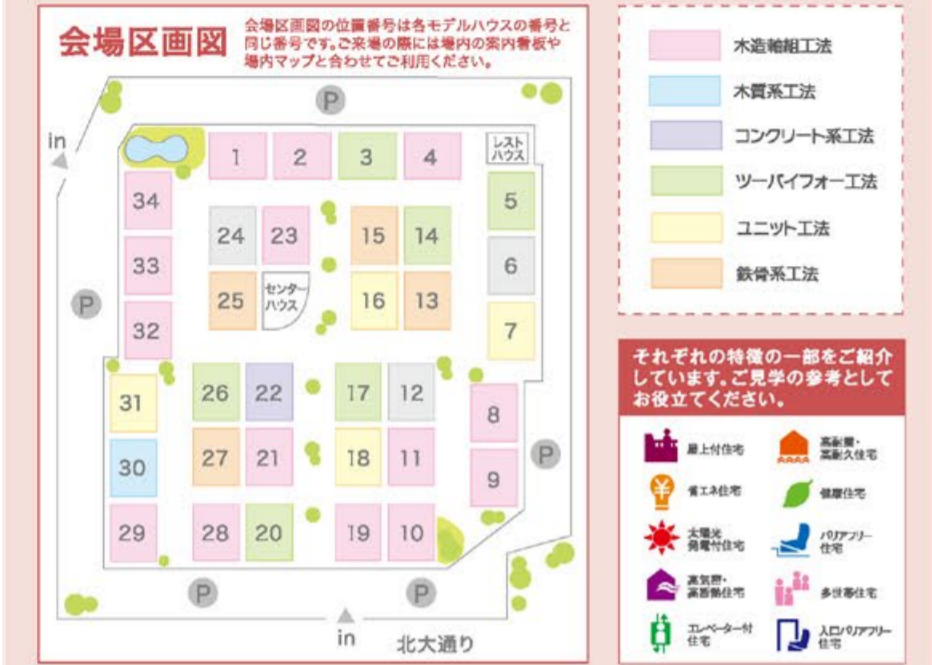 会場区画図
会場区画図の位置番号は各モデルハウスの番号と
同じ番号です。ご来場の際には場内の案内看板や
場内マップと合わせてご利用ください。
P
in
1
2
3
4
レスト
ハウス
34
5
24
23
15
14
33
6
25
センター
ハウス
16
13
P
32
7
31
26
22
17
12
8
30
27
21
18
11
P
9
29
28
20
19
10
P
P
in
北大通り
木造軸組工法
木質系工法
コンクリート系工法
ツーバイフォー工法
ユニット工法
鉄骨系工法
それぞれの特徴の一部をご紹介
しています。ご見学の参考として
お役立てください。
屋上付住宅
高耐震・
高耐久住宅
省エネ住宅
健康住宅
太陽光
発電付住宅
バリアフリー
住宅
高気密・
高断熱住宅
多世帯住宅
エレベーター付
住宅
入口バリアフリー
住宅